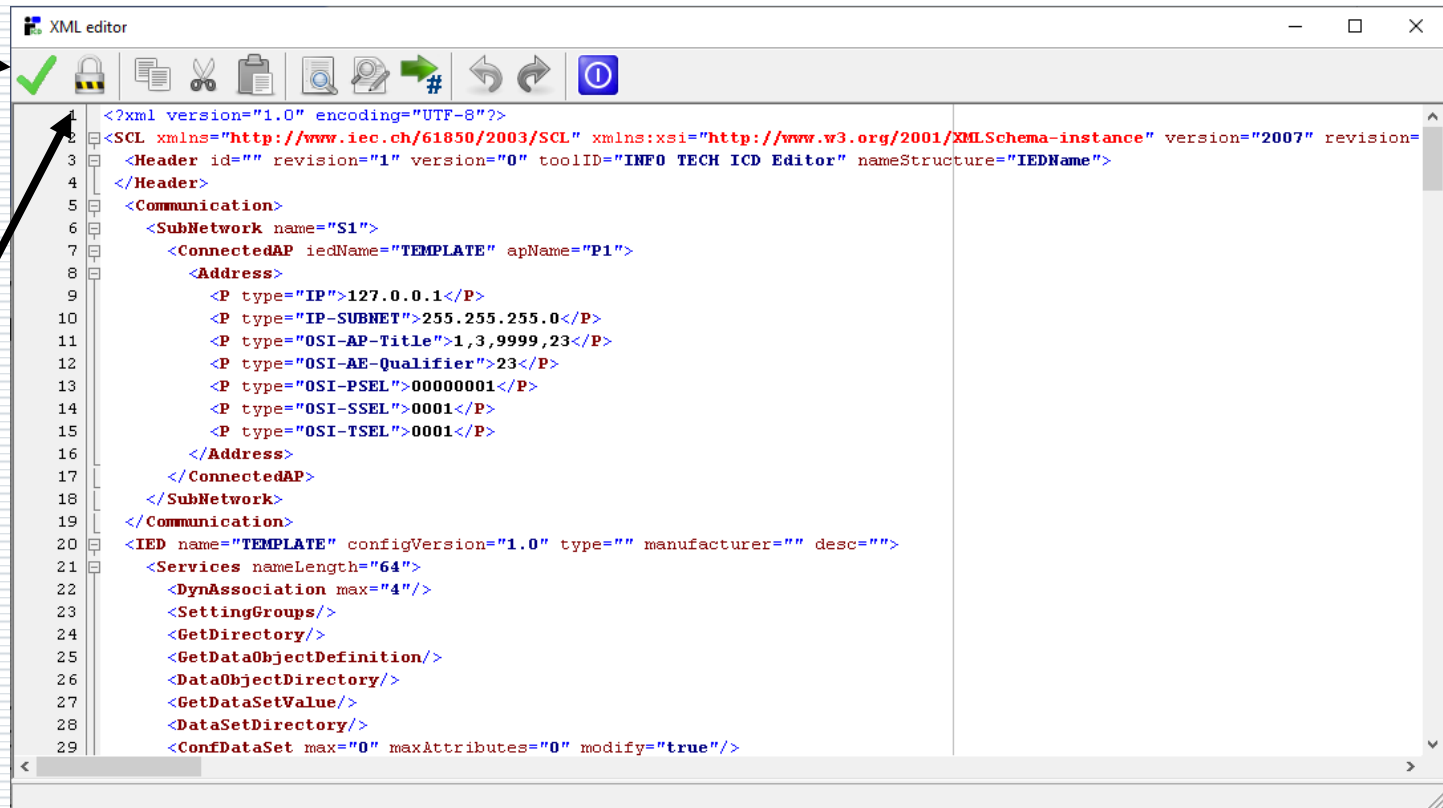 XML editor
#
1 <?xml version="1.0" encoding="UTF-8"?>
2 <SCL xmlns="http://www.iec.ch/61850/2003/SCL" xmlns:xsi="http://www.w3.org/2001/XMLSchema-instance" version="2007" revision=
3 <Header id="" revision="1" version="0" toolID="INFO TECH ICD Editor" nameStructure="IEDName">
4 </Header>
5 <Communication>
6 <SubNetwork name="S1">
7 <ConnectedAP iedName="TEMPLATE" apName="P1">
8 <Address>
9 <P type="IP">127.0.0.1</P>
10 <P type="IP-SUBNET">255.255.255.0</P>
11 <P type="OSI-AP-Title">1,3,9999,23</P>
12 <P type="OSI-AE-Qualifier">23</P>
13 <P type="OSI-PSEL">00000001</P>
14 <P type="OSI-SSEL">0001</P>
15 <P type="OSI-TSEL">0001</P>
16 </Address>
17 </ConnectedAP>
18 </SubNetwork>
19 </Communication>
20 <IED name="TEMPLATE" configVersion="1.0" type="" manufacturer="" desc="">
21 <Services nameLength="64">
22 <DynAssociation max="4"/>
23 <SettingGroups/>
24 <GetDirectory/>
25 <GetDataObjectDefinition/>
26 <DataObjectDirectory/>
27 <GetDataSetValue/>
28 <DataSetDirectory/>
29 <ConfDataSet max="0" maxAttributes="0" modify="true"/>